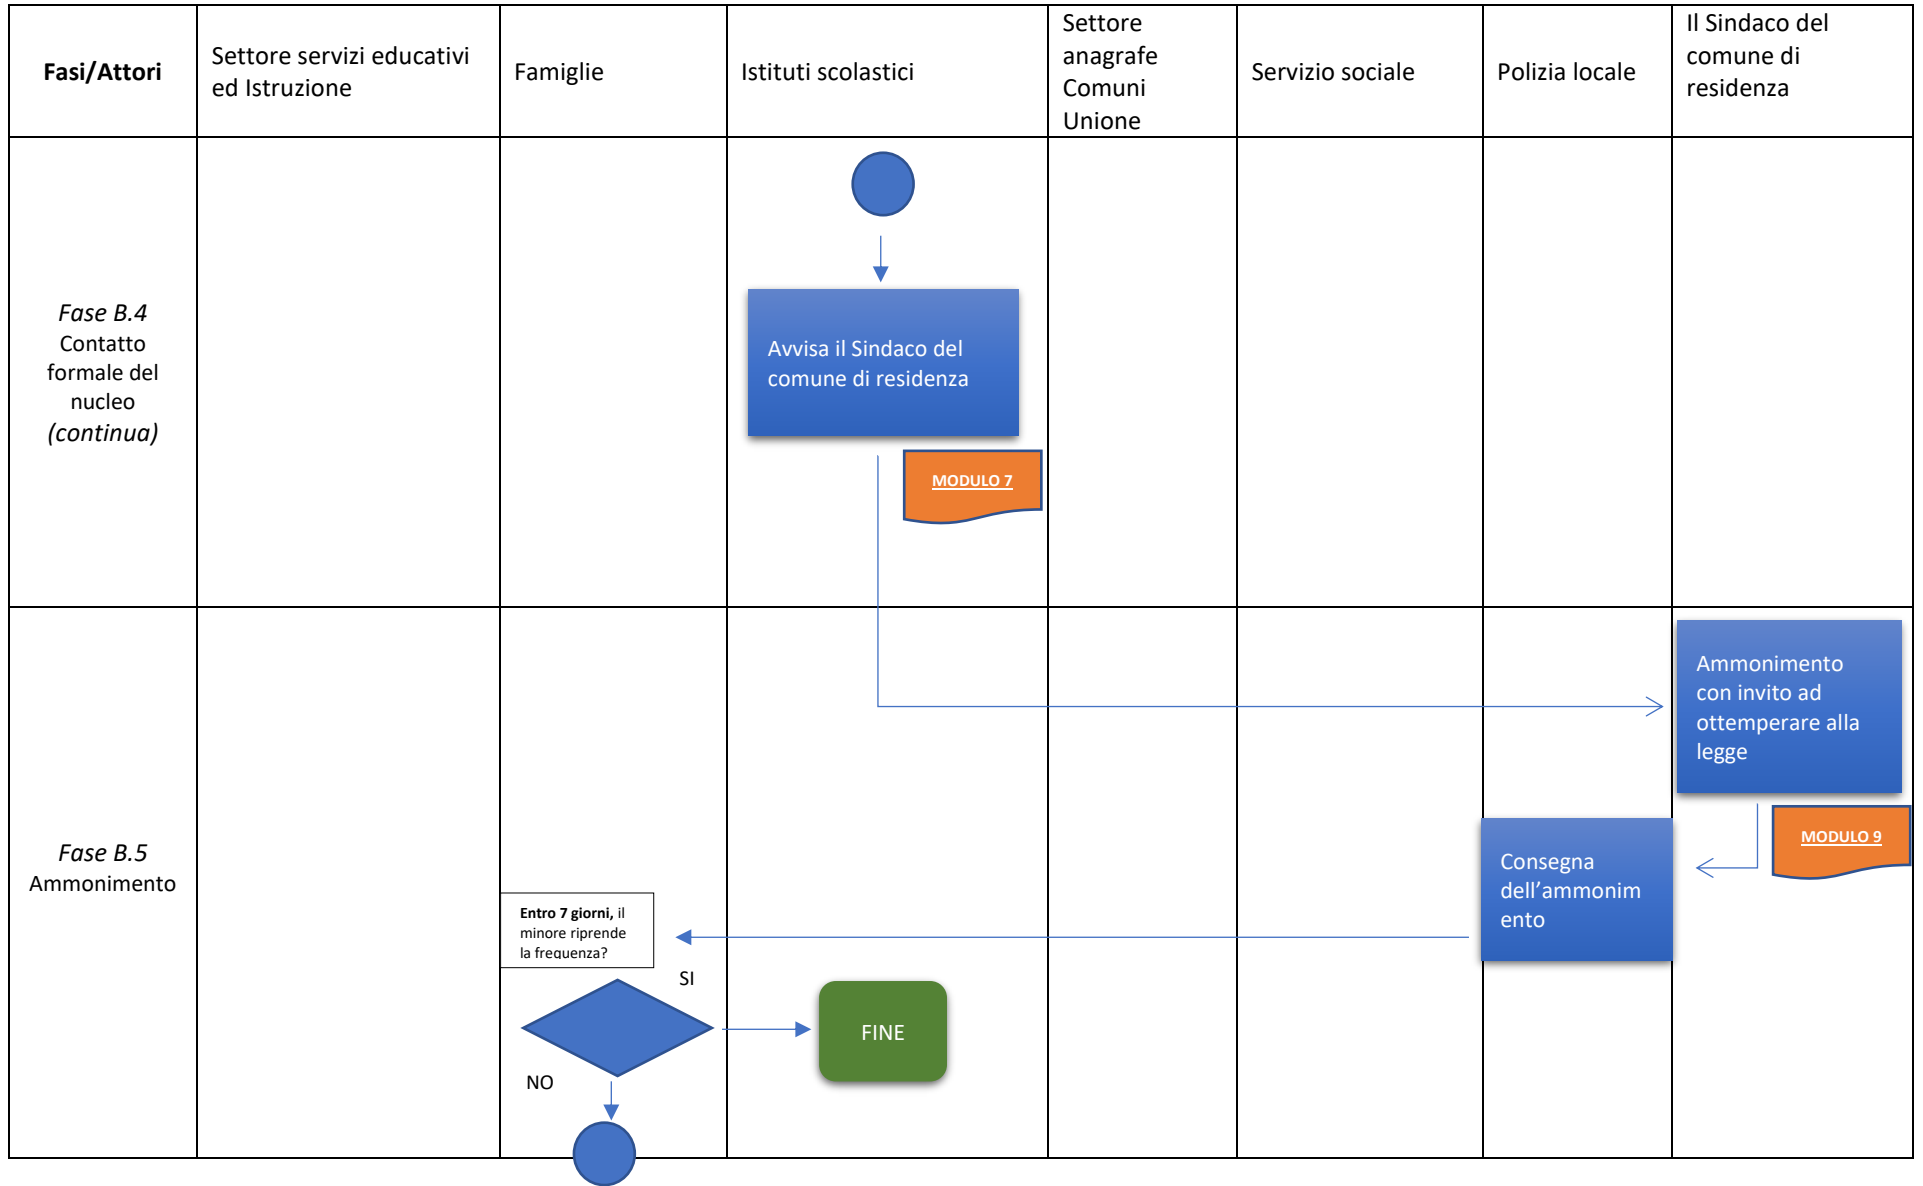 Fasi/Attori
Settore servizi educativi
ed Istruzione
Famiglie
Istituti scolastici
Settore
anagrafe
Comuni
Unione
Servizio sociale
Polizia locale
Il Sindaco del
comune di
residenza
Fase B.4
Contatto
formale del
nucleo
(continua)
Avvisa il Sindaco del
comune di residenza
MODULO 7
Fase B.5
Ammonimento
Ammonimento
con invito ad
ottemperare alla
legge
MODULO 9
Consegna
dell’ammonim
ento
Entro 7 giorni, il
minore riprende
la frequenza?
SI
FINE
NO